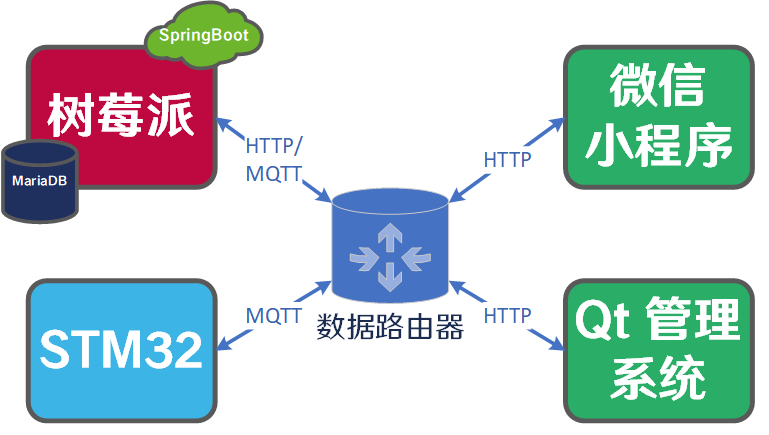 SpringBoot
树莓派
MariaDB
HTTP/
MQTT
微信
小程序
HTTP
数据路由器
STM32
MQTT
HTTP
Qt 管理
系统